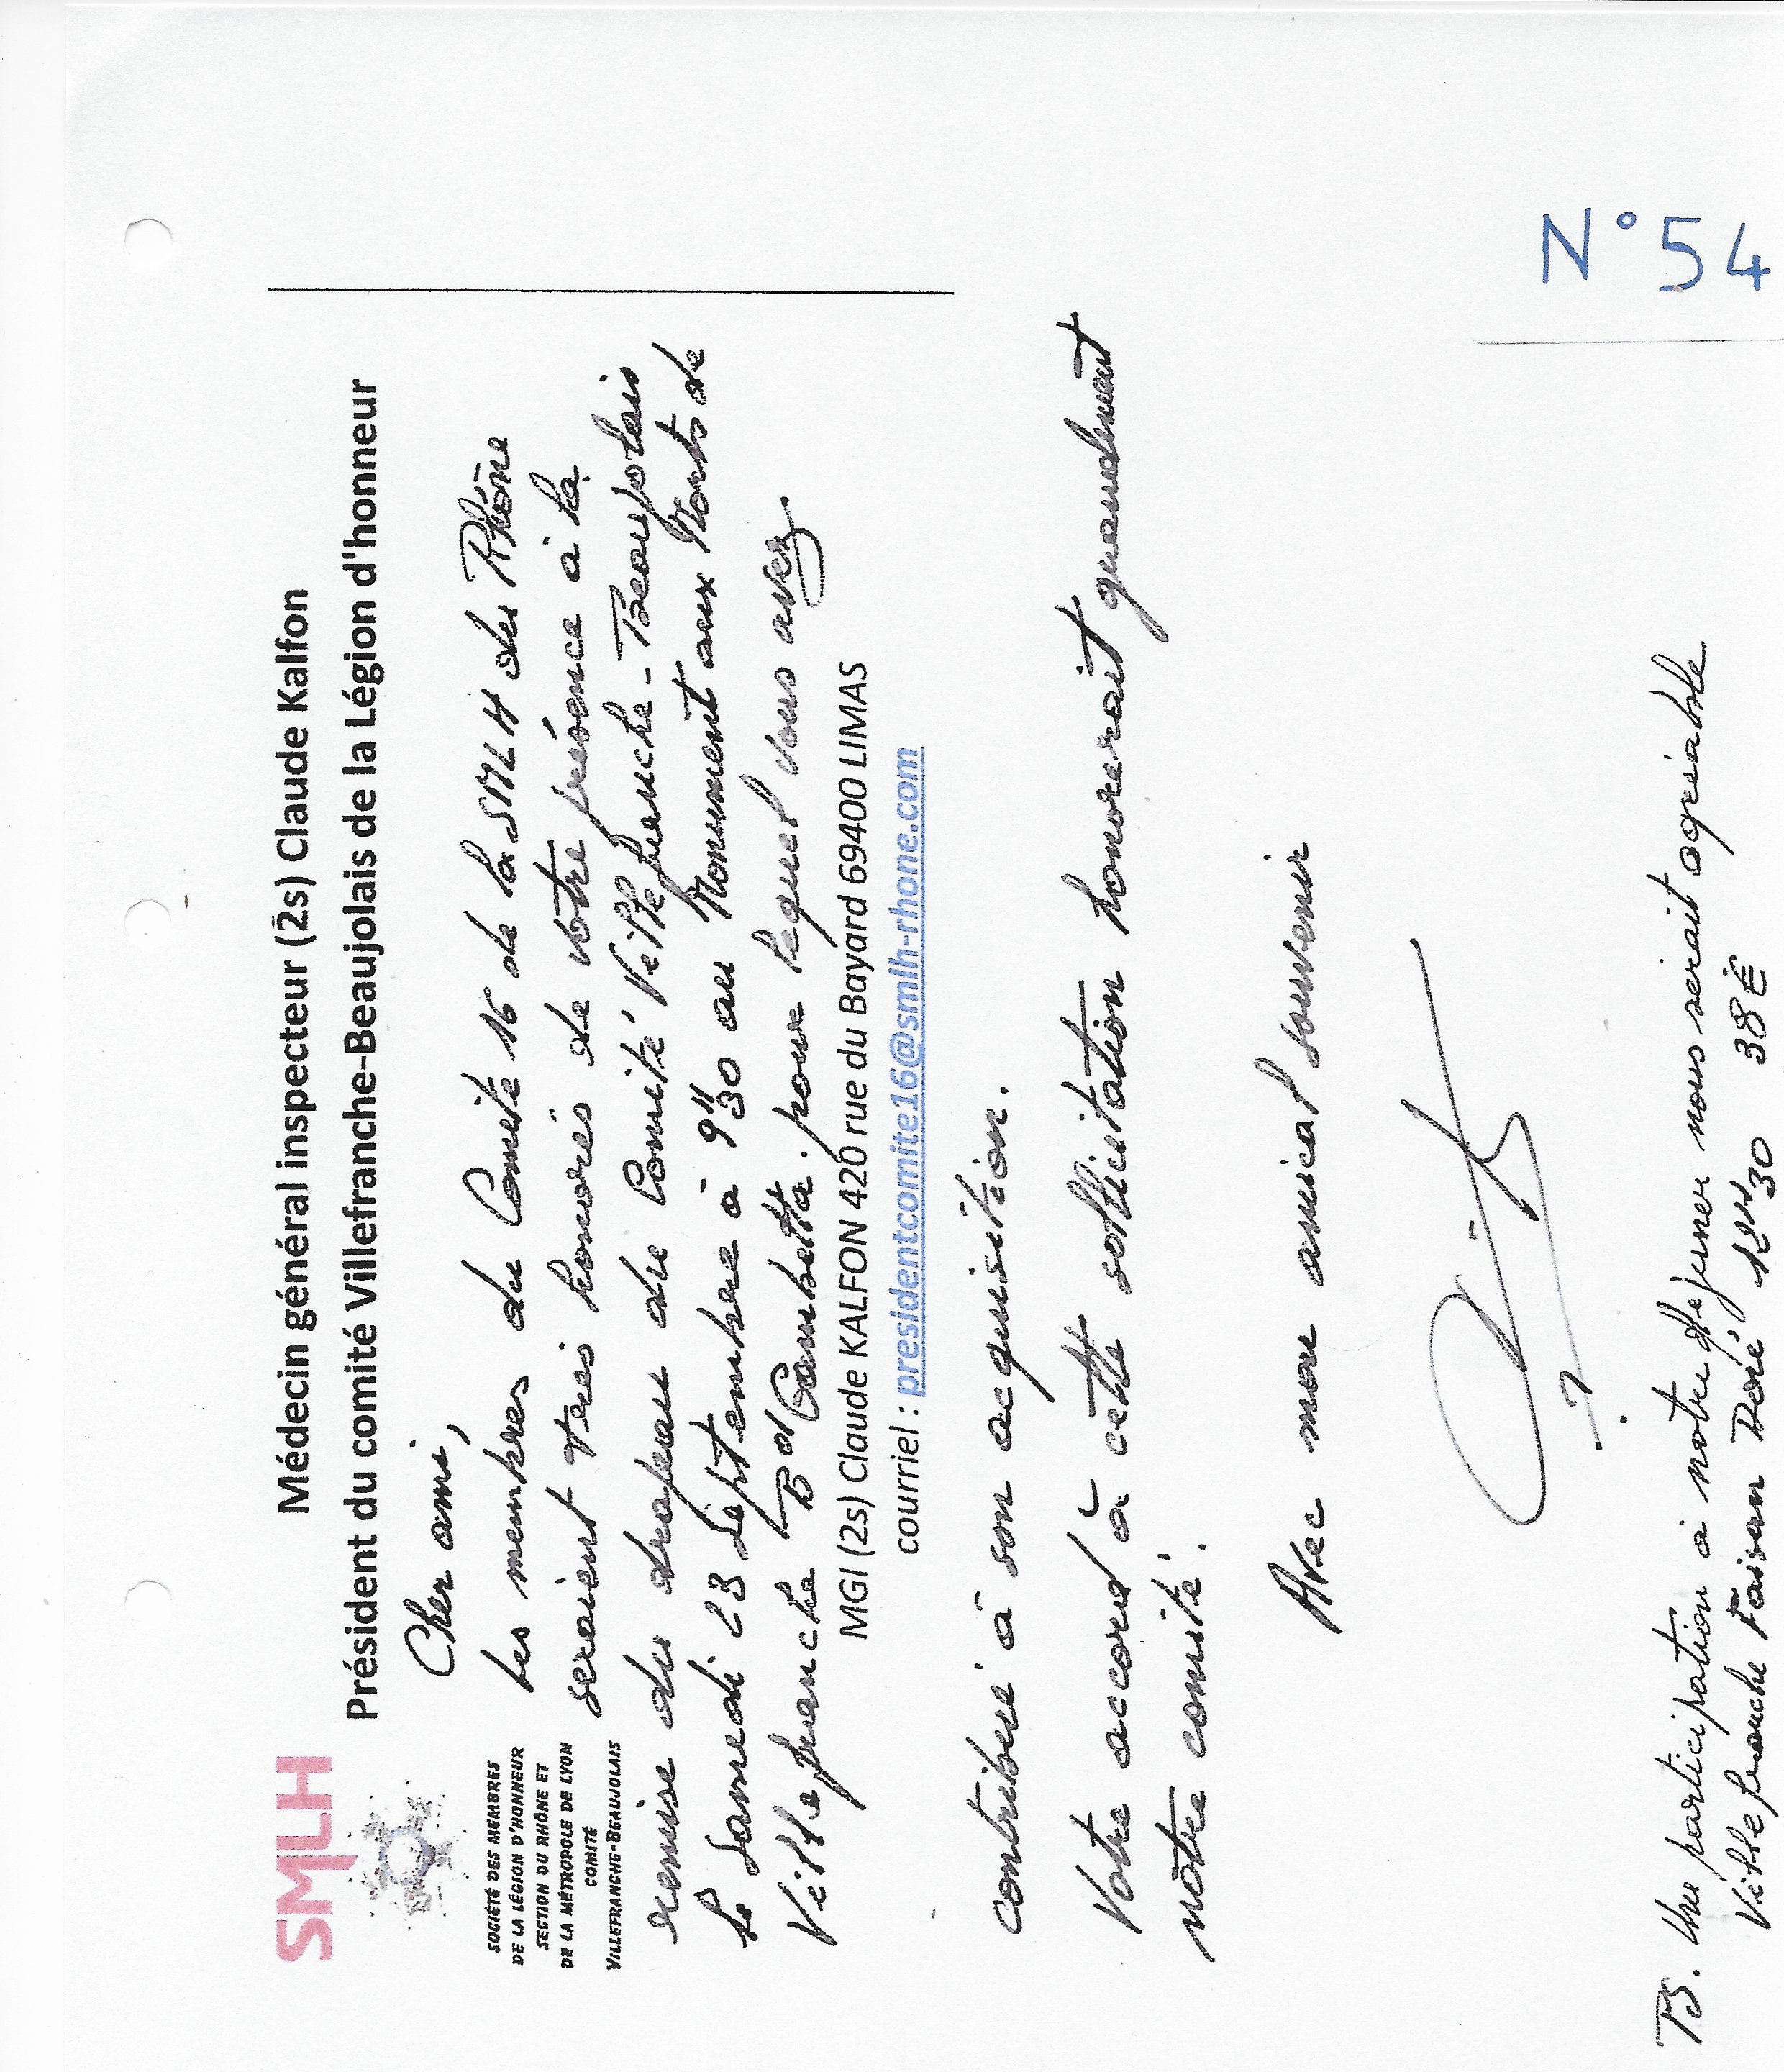 SMLH
SOCIÉTÉ DES MEMBRES
DE LA LÉGION D'HONNEUR
SECTION DU RHÔNE ET
DE LA MÉTROPOLE DE LYON
COMITÉ
VILLEFRANCHE-BEAUJOLAIS
Médecin général inspecteur (2s) Claude Kalfon
Président du comité Villefranche-Beaujolais de la Légion d'honneur
Cher ami,
Les membres du Comité 16 de la SMLH du Rhône
seraient très honorés de votre présence à la
remise du drapeau du Comité Villefranche-Beaujolais
le samedi 23 septembre à 9H30 au Monument aux Morts de
Villefranche Bd Gambetta. pour lequel vous avez
MGI (2s) Claude KALFON 420 rue du Bayard 69400 LIMAS
courriel : presidentcomite16@smlh-rhone.com
contribué à son acquisition.
Votre accord à cette sollicitation honorerait grandement
notre comité.
Avec mon amical souvenir
N°54
Une participation à notre déjeuner nous serait agréable
Villefranche Faisan Doré, 12H30 38€